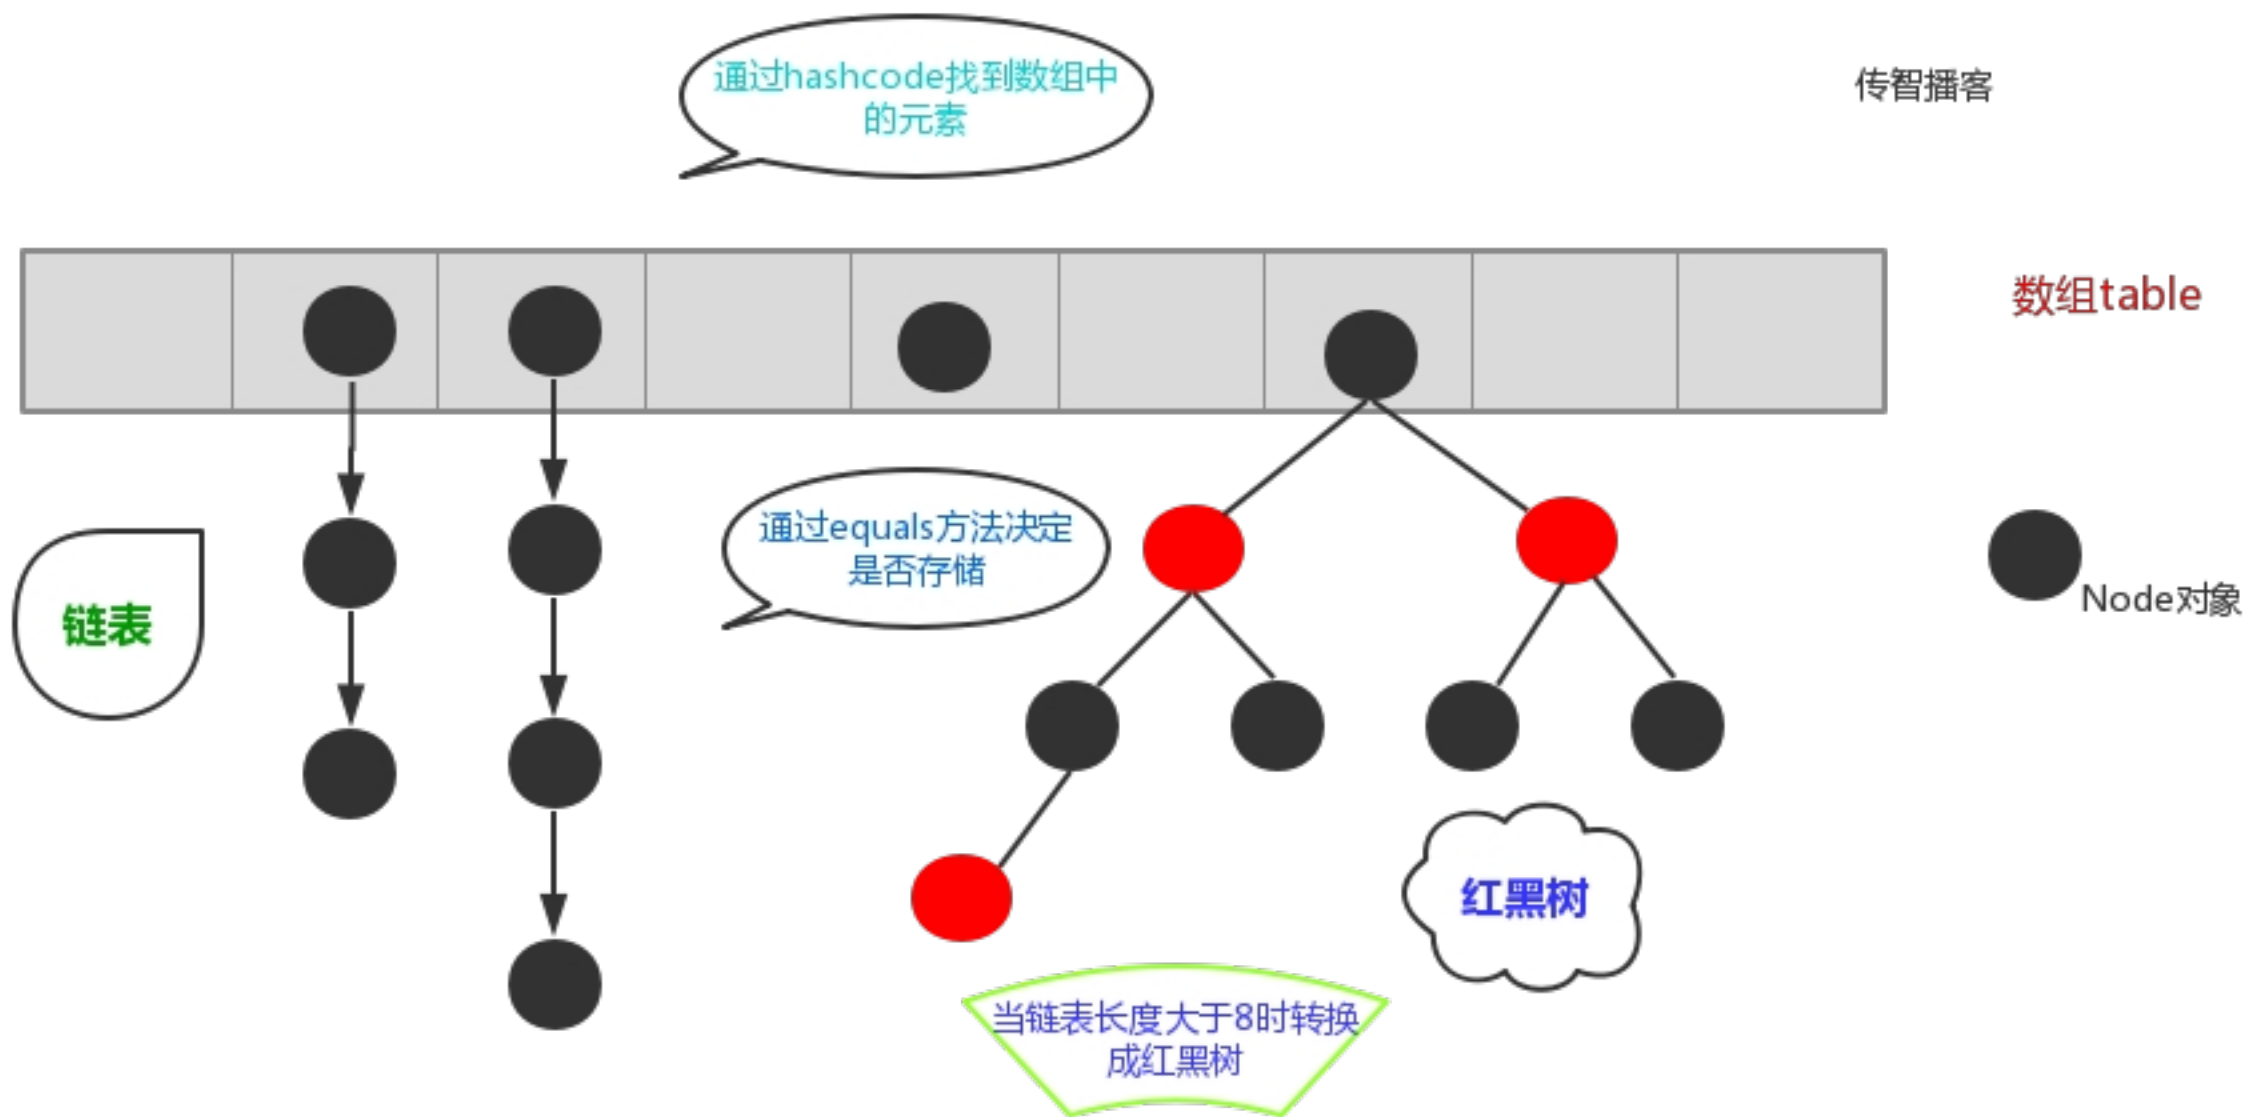 通过hashcode找到数组中
的元素
传智播客
数组table
通过equals方法决定
是否存储
Node对象
链表
红黑树
当链表长度大于8时转换
成红黑树